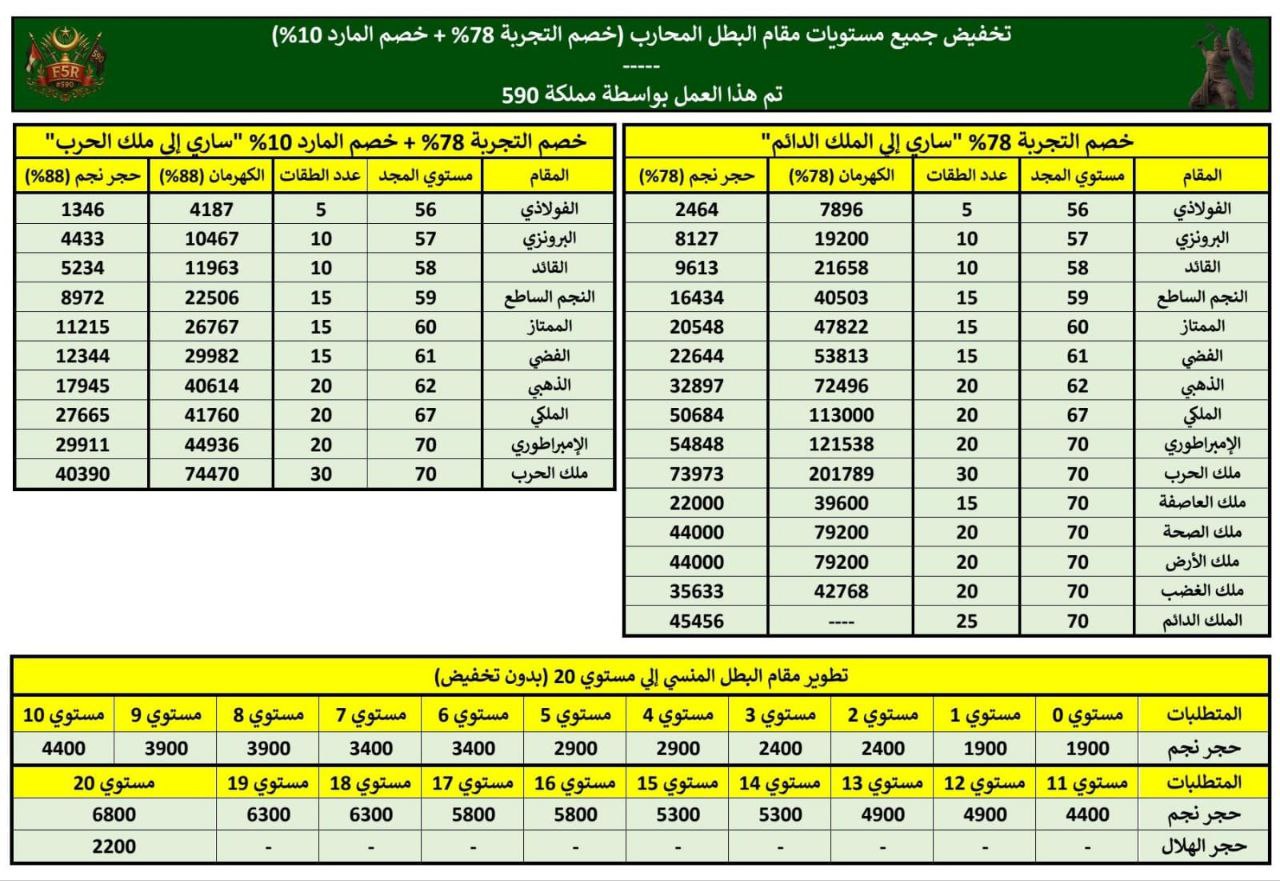 تخفيض جميع مستويات مقام البطل المحارب (خصم التجربة 78% + خصم المارد 10%)
-----
تم هذا العمل بواسطة مملكة 590
F5R
#590
خصم التجربة 78% "ساري إلى الملك الدائم"
المقام مستوي المجد عدد الطقات الكهرمان (78%) حجر نجم (78%)
الفولاذي 56 5 7896 2464
البرونزي 57 10 19200 8127
القائد 58 10 21658 9613
النجم الساطع 59 15 40503 16434
الممتاز 60 15 47822 20548
الفضي 61 15 53813 22644
الذهبي 62 20 72496 32897
الملكي 67 20 113000 50684
الإمبراطوري 70 20 121538 54848
ملك الحرب 70 30 201789 73973
ملك العاصفة 70 15 39600 22000
ملك الصحة 70 20 79200 44000
ملك الأرض 70 20 79200 44000
ملك الغضب 70 20 42768 35633
الملك الدائم 70 25 ---- 45456
خصم التجربة 78% + خصم المارد 10% "ساري إلى ملك الحرب"
المقام مستوي المجد عدد الطقات الكهرمان (88%) حجر نجم (88%)
الفولاذي 56 5 4187 1346
البرونزي 57 10 10467 4433
القائد 58 10 11963 5234
النجم الساطع 59 15 22506 8972
الممتاز 60 15 26767 11215
الفضي 61 15 29982 12344
الذهبي 62 20 40614 17945
الملكي 67 20 41760 27665
الإمبراطوري 70 20 44936 29911
ملك الحرب 70 30 74470 40390
تطوير مقام البطل المنسي إلي مستوي 20 (بدون تخفيض)
المتطلبات مستوي 0 مستوي 1 مستوي 2 مستوي 3 مستوي 4 مستوي 5 مستوي 6 مستوي 7 مستوي 8 مستوي 9 مستوي 10
حجر نجم 1900 1900 2400 2400 2900 2900 3400 3400 3900 3900 4400
المتطلبات مستوي 11 مستوي 12 مستوي 13 مستوي 14 مستوي 15 مستوي 16 مستوي 17 مستوي 18 مستوي 19 مستوي 20
حجر نجم 4400 4900 4900 5300 5300 5800 5800 6300 6300 6800
حجر الهلال - - - - - - - - - 2200